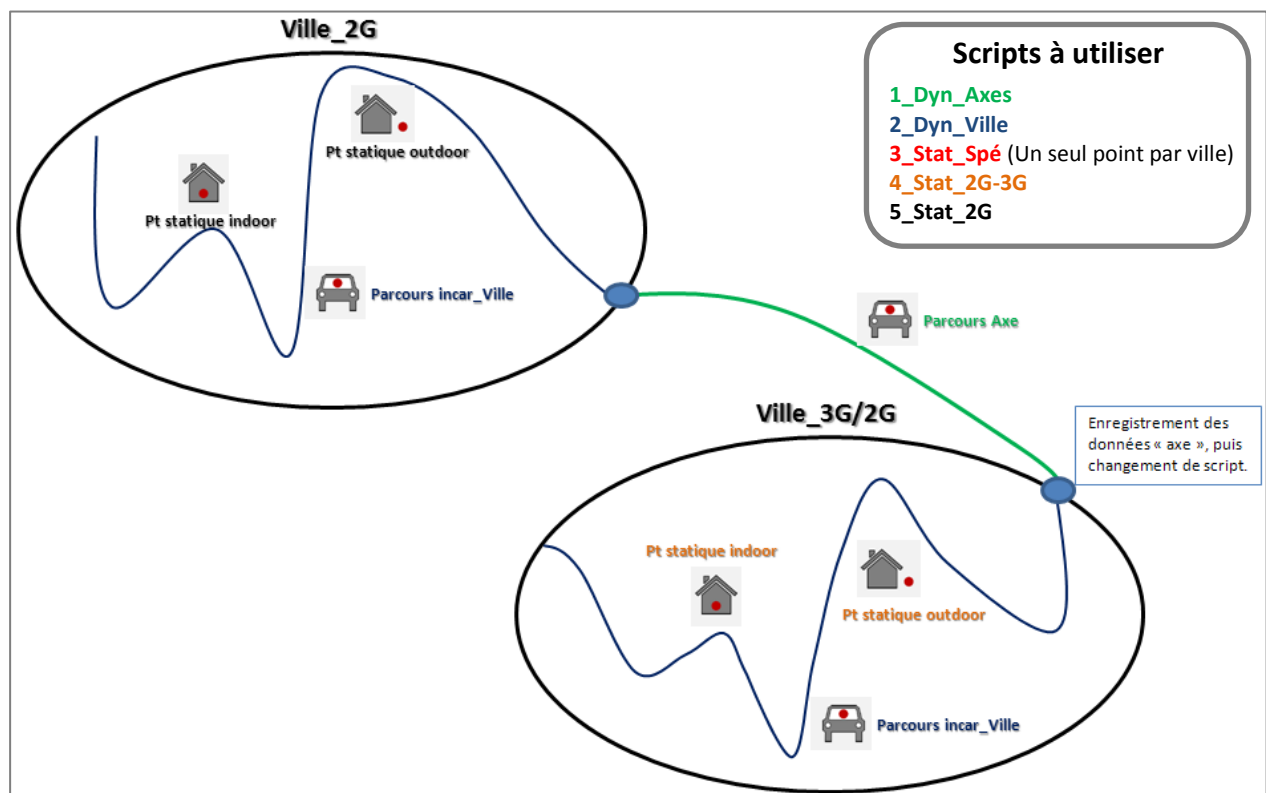 Ville_2G
Scripts à utiliser
1_Dyn_Axes
2_Dyn_Ville
3_Stat_Spé (Un seul point par ville)
4_Stat_2G-3G
5_Stat_2G
Pt statique outdoor
Pt statique indoor
Parcours incar_Ville
Parcours Axe
Ville_3G/2G
Enregistrement des
données « axe », puis
changement de script.
Pt statique indoor
Pt statique outdoor
Parcours incar_Ville